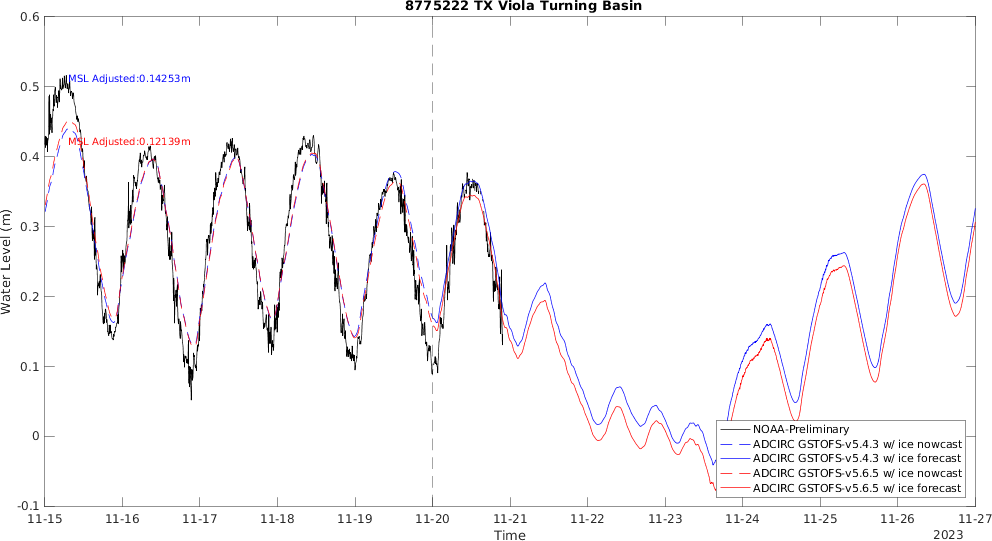 8775222 TX Viola Turning Basin
0.6
0.5
0.4
0.3
0.2
0.1
0
-0.1
Water Level (m)
MSL Adjusted:0.14253m
MSL Adjusted:0.12139m
NOAA-Preliminary
ADCIRC GSTOFS-v5.4.3 w/ ice nowcast
ADCIRC GSTOFS-v5.4.3 w/ ice forecast
ADCIRC GSTOFS-v5.6.5 w/ ice nowcast
ADCIRC GSTOFS-v5.6.5 w/ ice forecast
11-15 11-16 11-17 11-18 11-19 11-20 11-21 11-22 11-23 11-24 11-25 11-26 11-27
Time
2023